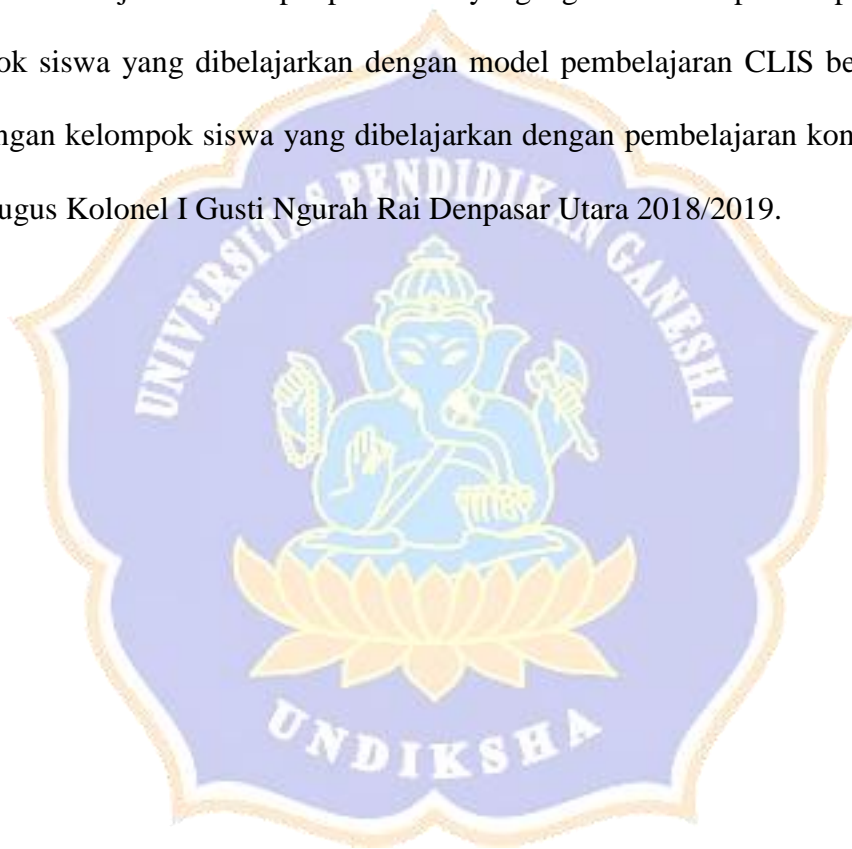 ok siswa yang dibelajarkan dengan model pembelajaran CLIS be
ngan kelompok siswa yang dibelajarkan dengan pembelajaran kon
ugus Kolonel I Gusti Ngurah Rai Denpasar Utara 2018/2019.
UNIVERSITAS PENDIDIKAN GANESHA
UNDIKSHA